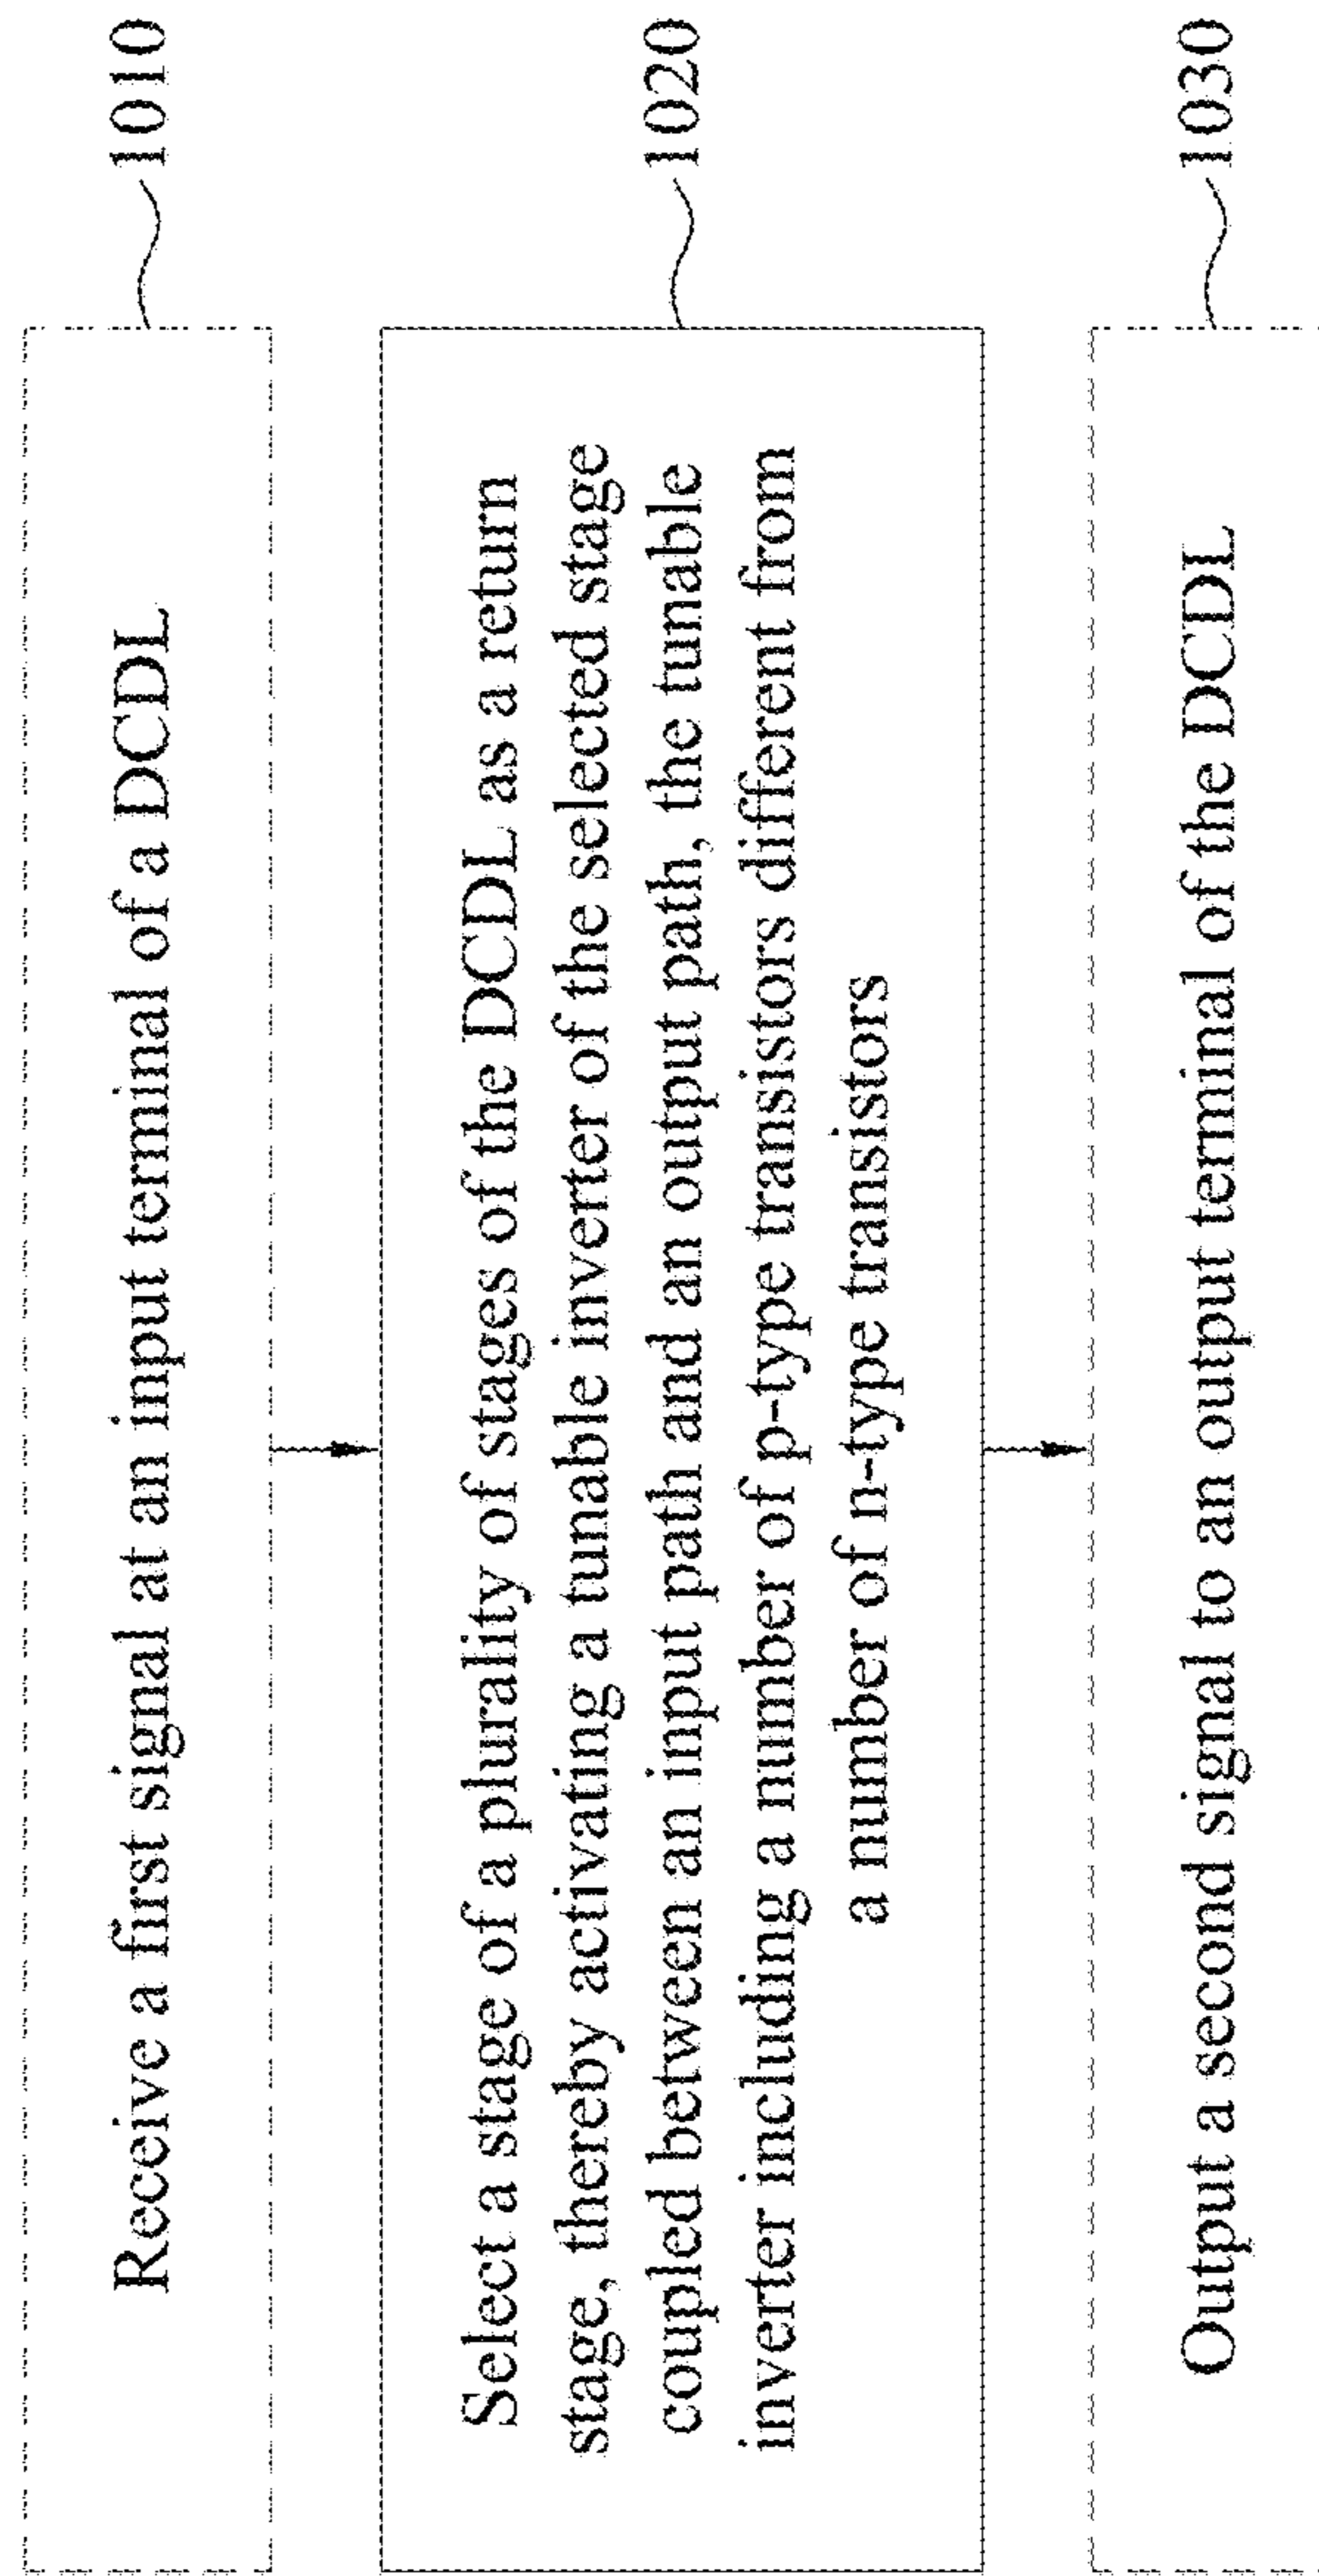 Receive a first signal at an input terminal of a DCDL
1010
Select a stage of a plurality of stages of the DCDL as a return
stage, thereby activating a tunable inverter of the selected stage
coupled between an input path and an output path, the tunable
inverter including a number of p-type transistors different from
a number of n-type transistors
1020
Output a second signal to an output terminal of the DCDL
1030